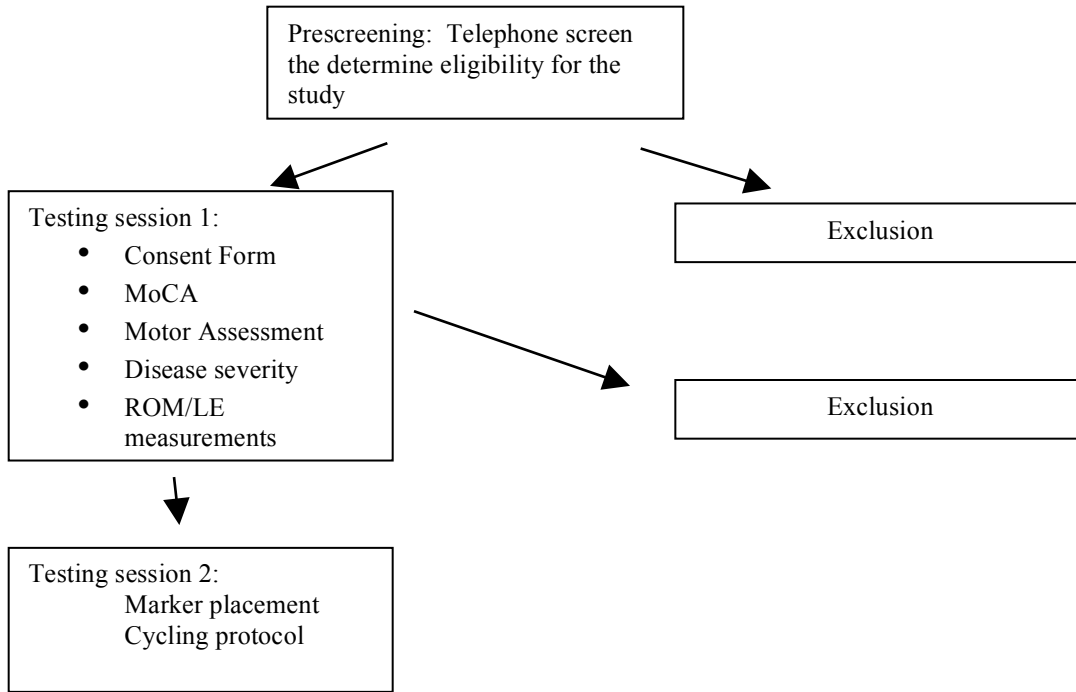 Prescreening: Telephone screen
the determine eligibility for the
study
Testing session 1:
• Consent Form
• MoCA
• Motor Assessment
• Disease severity
• ROM/LE
measurements
Exclusion
Exclusion
Testing session 2:
Marker placement
Cycling protocol